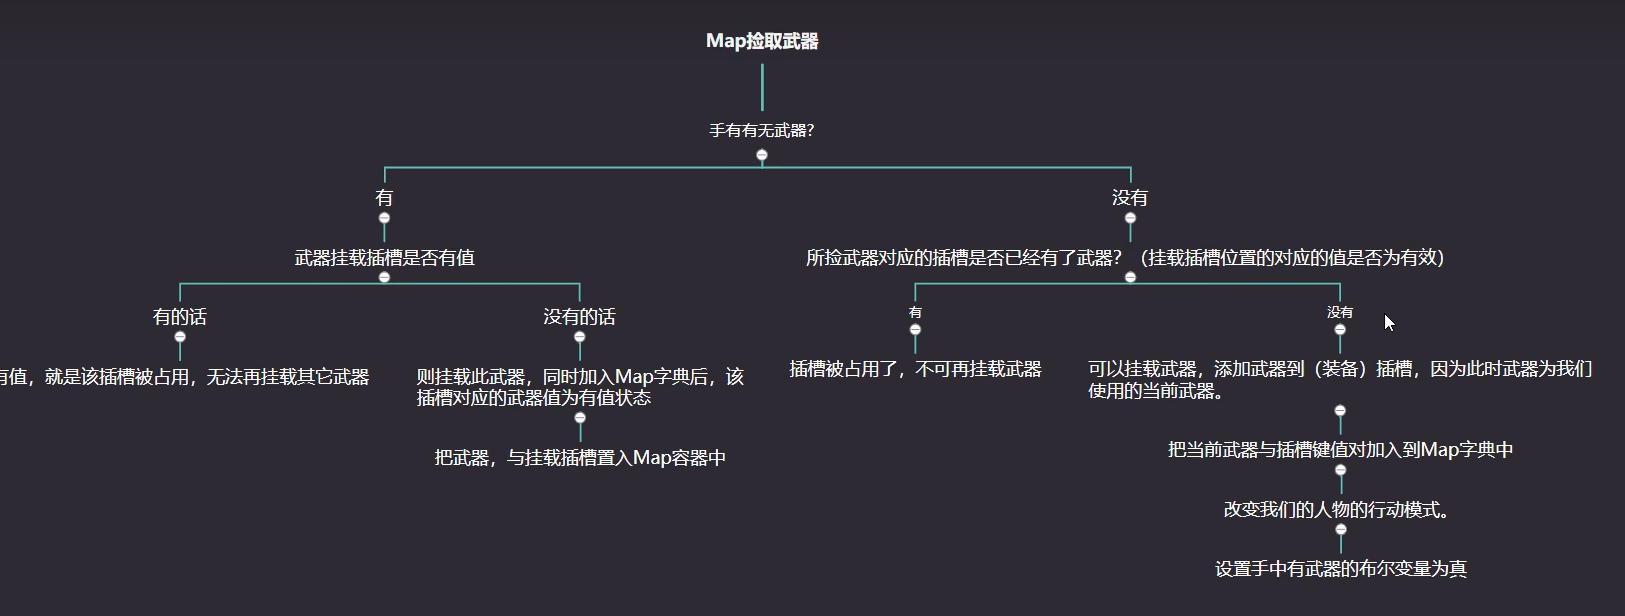 Map捡取武器
手有有无武器？
有
没有
武器挂载插槽是否有值
所捡武器对应的插槽是否已经有了武器？（挂载插槽位置的对应的值是否为有效）
有的话
没有的话
有
没有
有值，就是该插槽被占用，无法再挂载其它武器
则挂载此武器，同时加入Map字典后，该
插槽对应的武器值为有值状态
插槽被占用了，不可再挂载武器
可以挂载武器，添加武器到（装备）插槽，因为此时武器为我们
使用的当前武器。
把武器，与挂载插槽置入Map容器中
把当前武器与插槽键值对加入到Map字典中
改变我们的人物的行动模式。
设置手中有武器的布尔变量为真